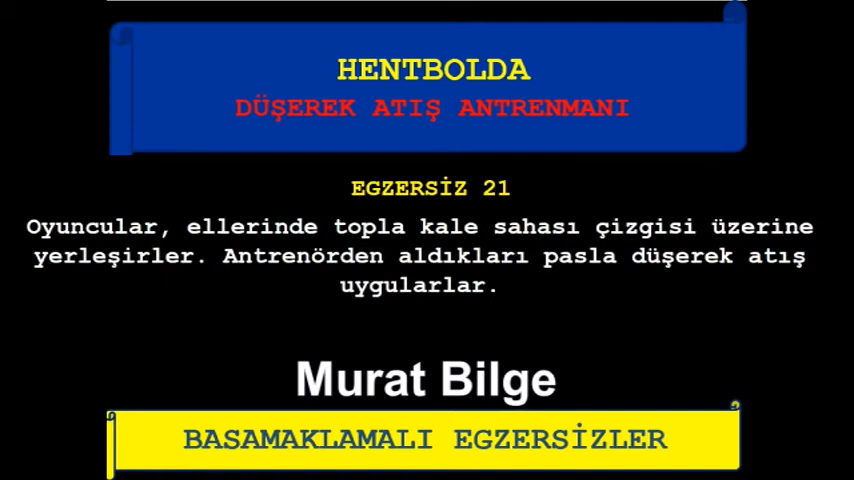 HENTBOLDA
DÜŞEREK ATIŞ ANTRENMANI
EGZERSİZ 21
Oyuncular, ellerinde topla kale sahası çizgisi üzerine
yerleşirler. Antrenörden aldıkları pasla düşerek atış
uygularlar.
Murat Bilge
BASAMAKLAMALI EGZERSİZLER